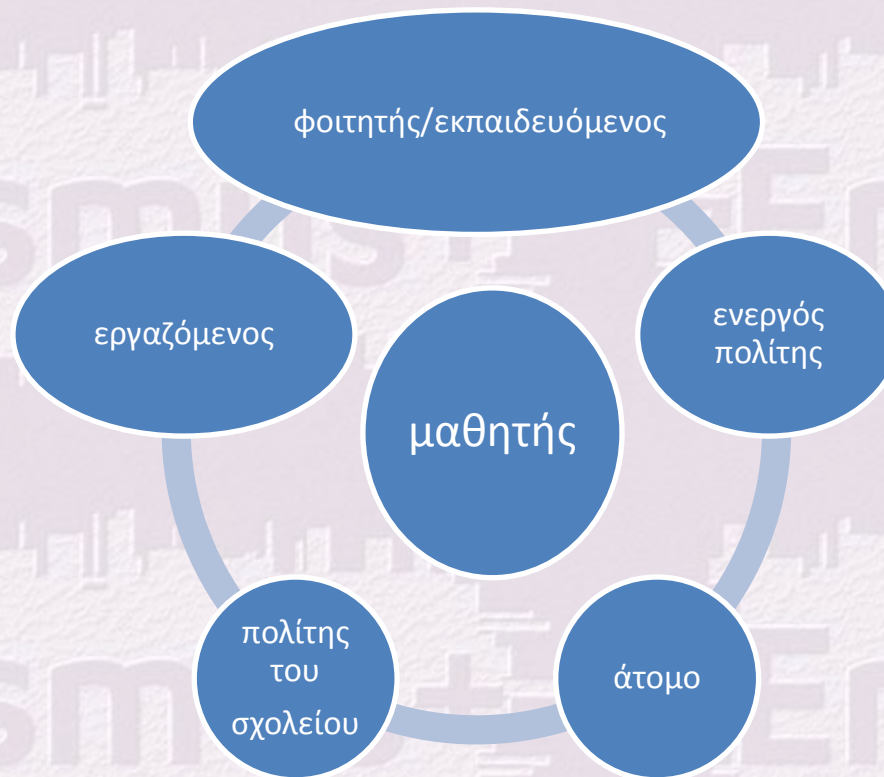 φοιτητής/εκπαιδευόμενος
εργαζόμενος
ενεργός
πολίτης
μαθητής
πολίτης
του
σχολείου
άτομο